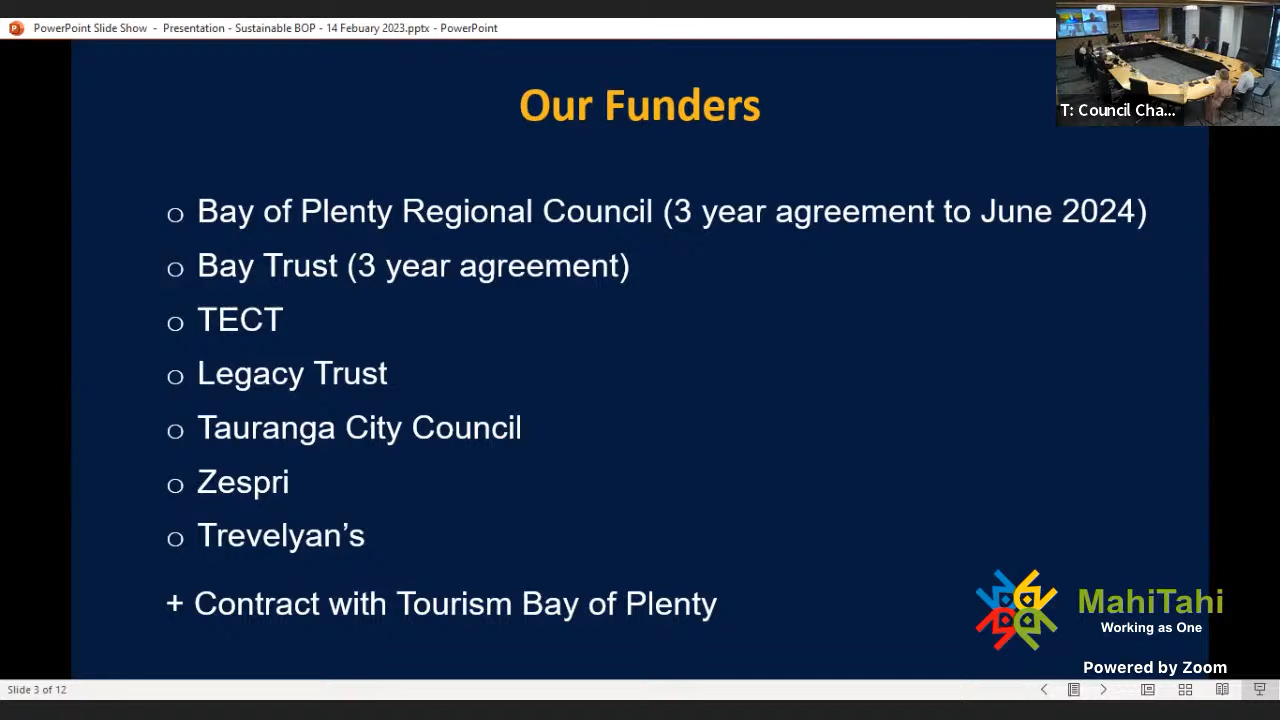 PowerPoint Slide Show - Presentation - Sustainable BOP - 14 Febuary 2023.pptx - PowerPoint
T: Council Cha...
Our Funders
o Bay of Plenty Regional Council (3 year agreement to June 2024)
o Bay Trust (3 year agreement)
o TECT
o Legacy Trust
o Tauranga City Council
o Zespri
o Trevelyan’s
+ Contract with Tourism Bay of Plenty
MahiTahi
Working as One
Powered by Zoom
Slide 3 of 12